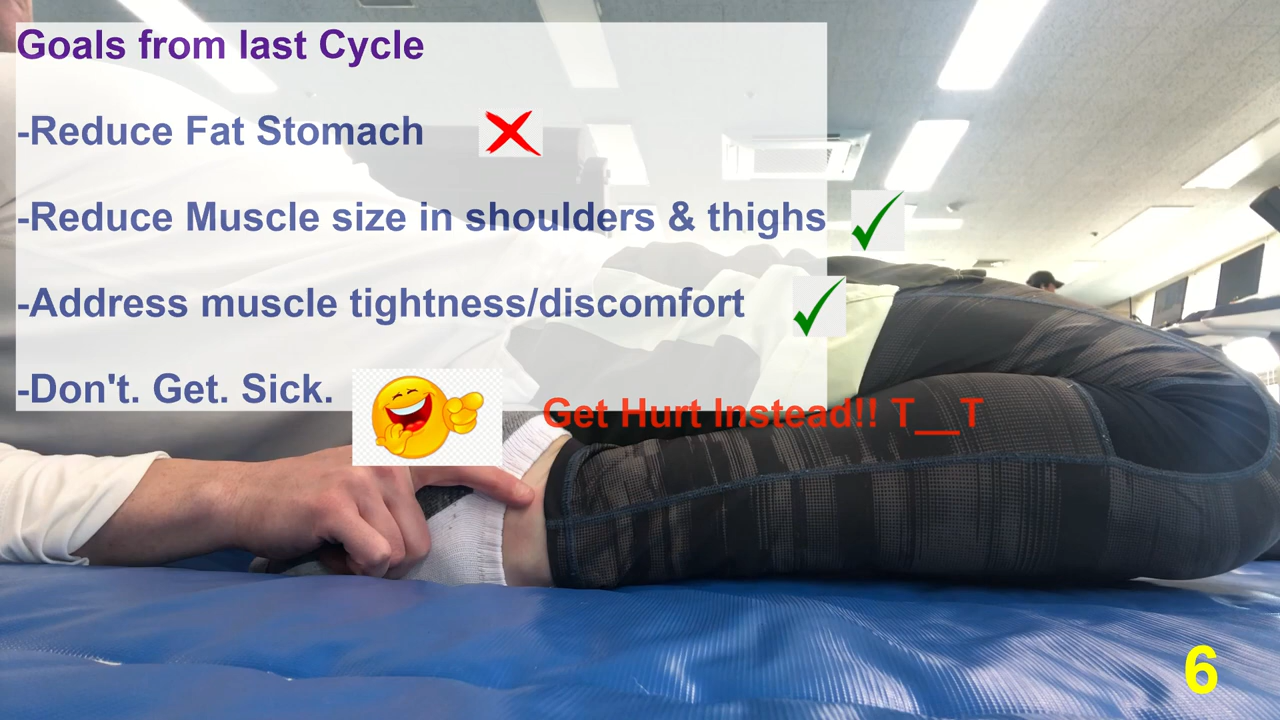 Goals from last Cycle
-Reduce Fat Stomach
-Reduce Muscle size in shoulders & thighs
-Address muscle tightness/discomfort
-Don't. Get. Sick.
Get Hurt Instead!! T__T
6